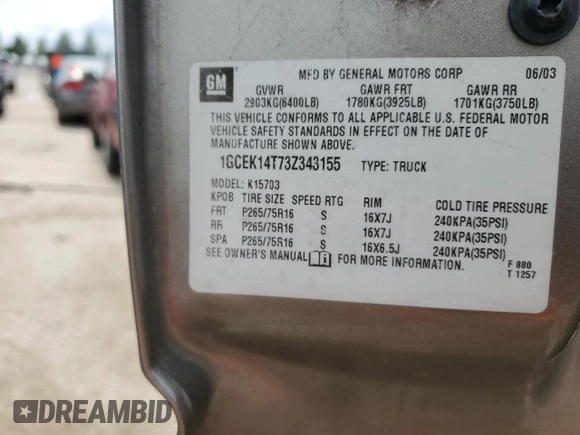 GM
MFD BY GENERAL MOTORS CORP 06/03
GVWR GAWR FRT GAWR RR
2903KG(6400LB) 1780KG(3925LB) 1701KG(3750LB)
THIS VEHICLE CONFORMS TO ALL APPLICABLE U.S. FEDERAL MOTOR
VEHICLE SAFETY STANDARDS IN EFFECT ON THE DATE OF
MANUFACTURE SHOWN ABOVE.
1GCEK14T73Z343155 TYPE: TRUCK
MODEL: K15703
KPOB TIRE SIZE SPEED RTG RIM COLD TIRE PRESSURE
FRT P265/75R16 S 16X7J 240KPA(35PSI)
RR P265/75R16 S 16X7J 240KPA(35PSI)
SPA P265/75R16 S 16X6.5J 240KPA(35PSI)
SEE OWNER'S MANUAL FOR MORE INFORMATION.
F 880
T 1257
DREAMBID